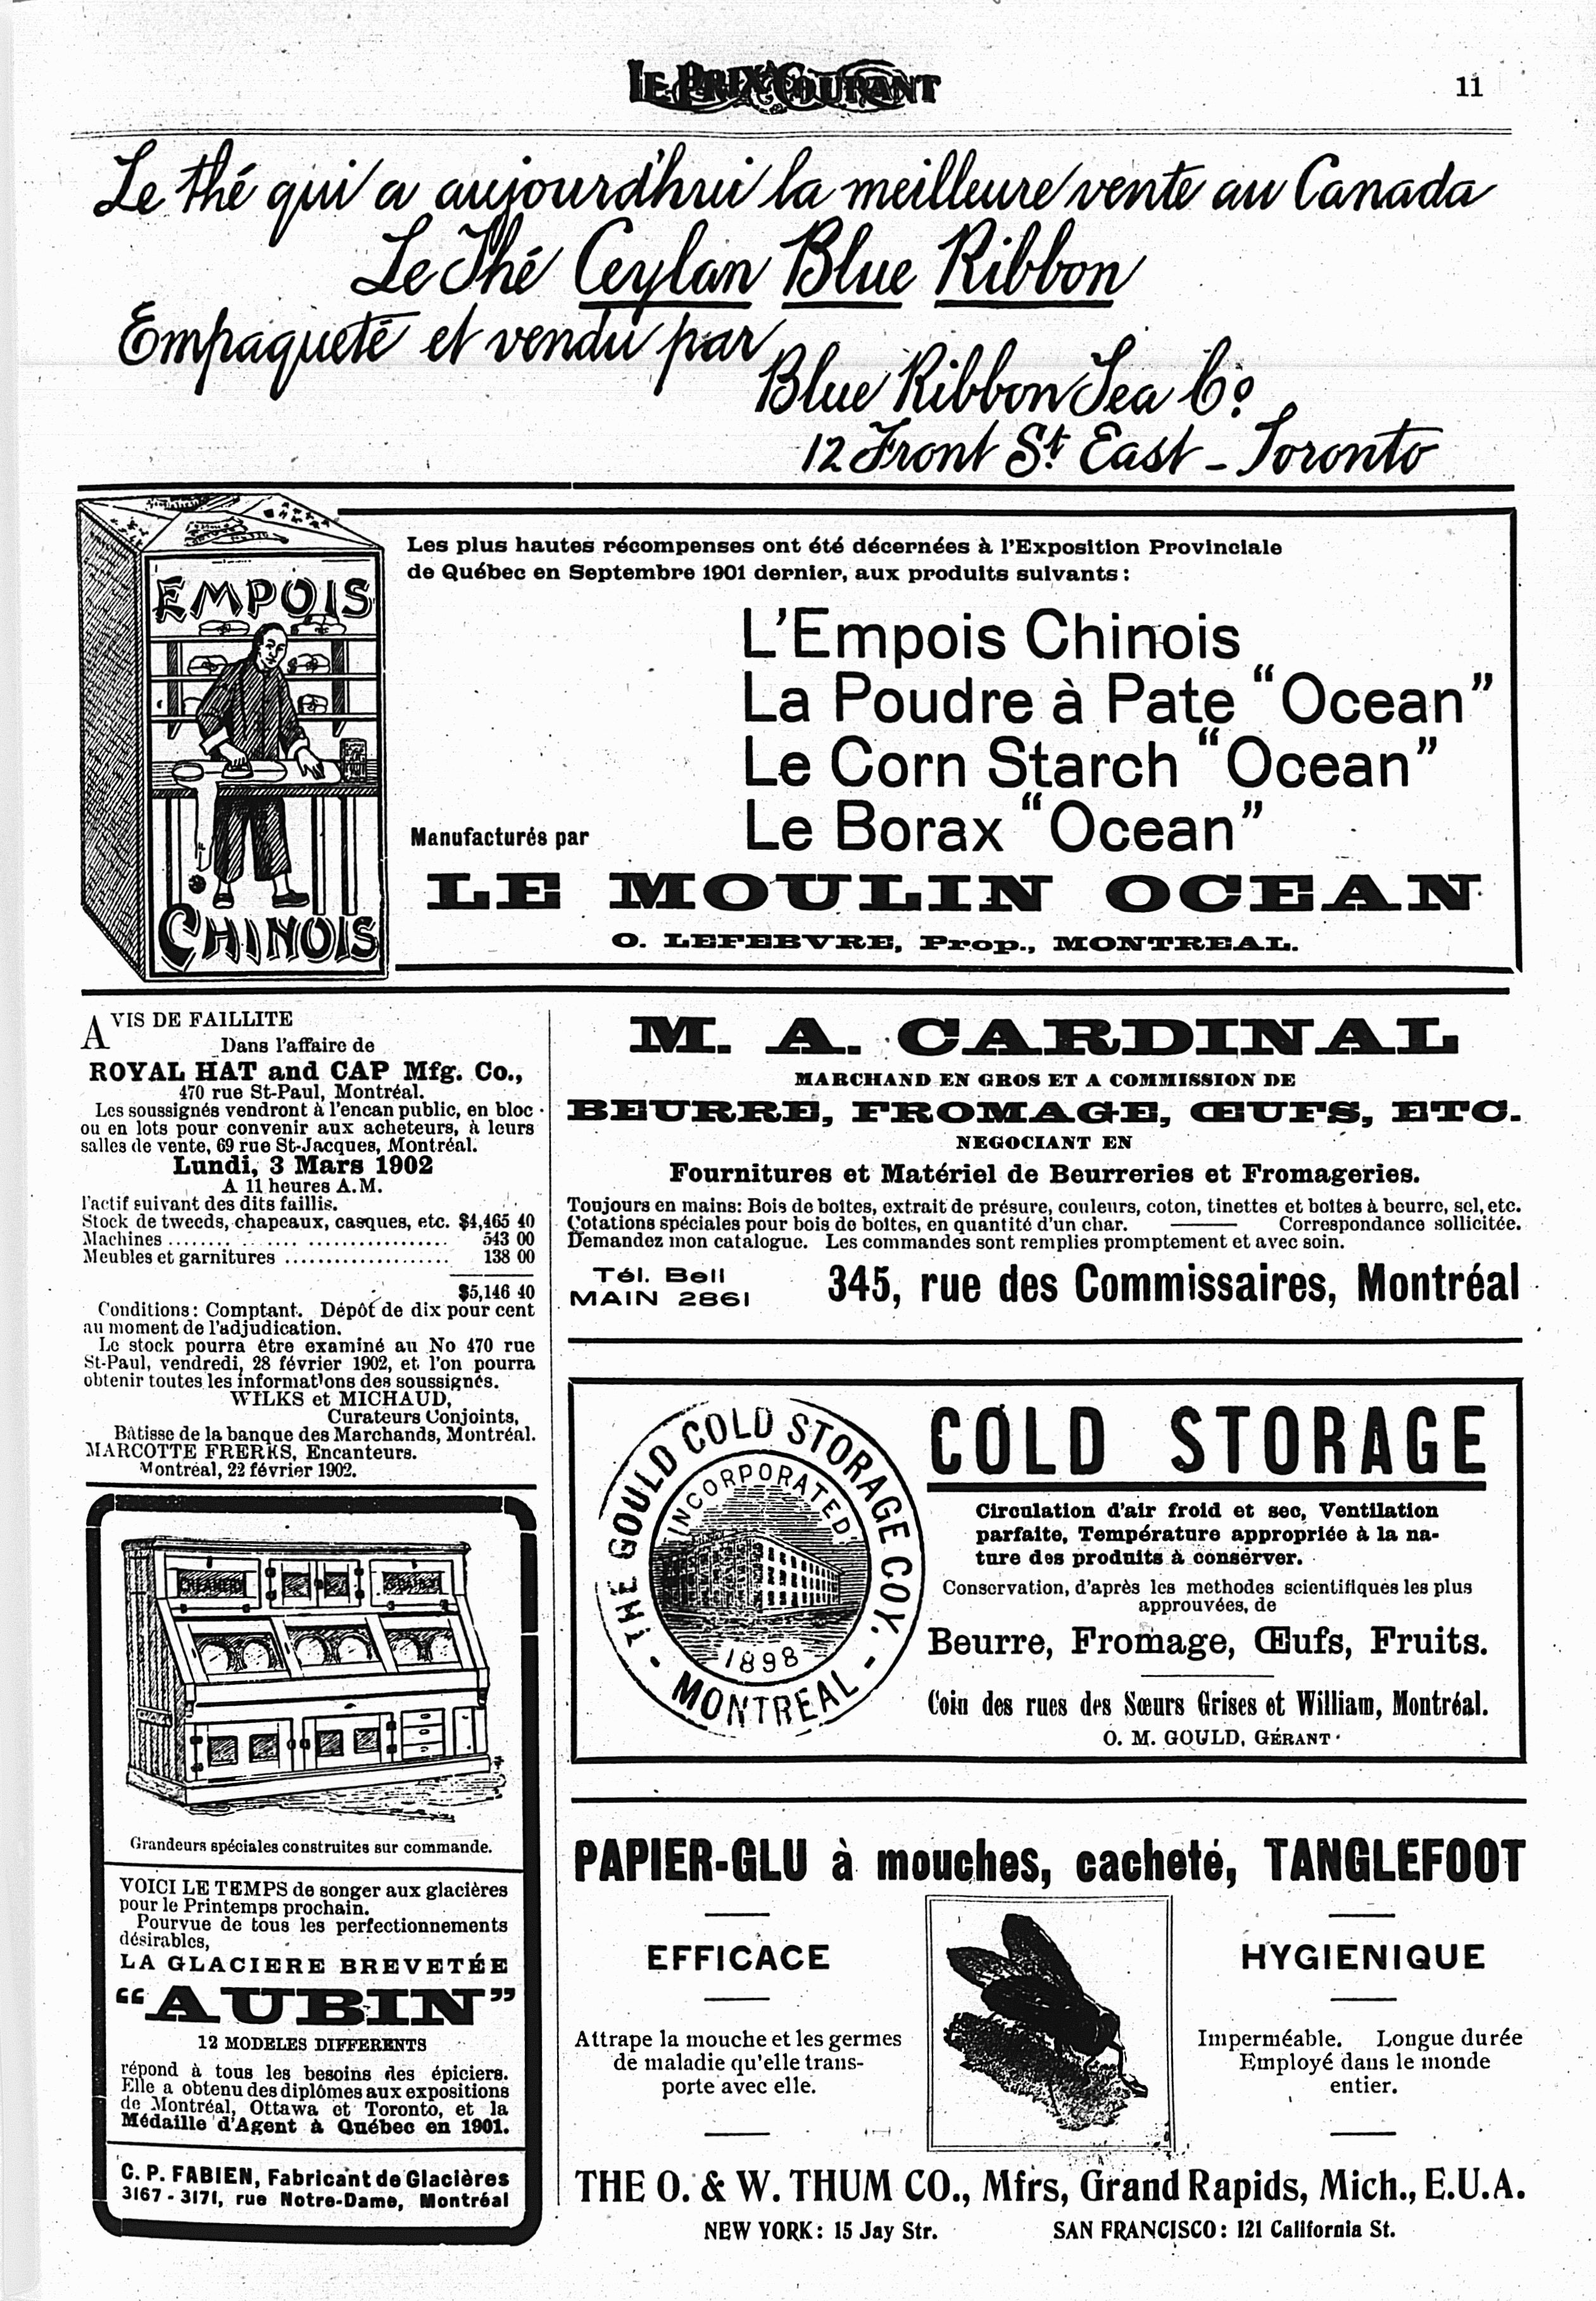 LE PRIX COURANT
11
Le thé qui a aujourd'hui la meilleure vente au Canada
Le Thé Ceylan Blue Ribbon
Empaqueté et vendu par
Blue Ribbon Tea Co.
12 Front St. East - Toronto
EMPOIS
CHINOIS
Les plus hautes récompenses ont été décernées à l'Exposition Provinciale
de Québec en Septembre 1901 dernier, aux produits suivants:
L'Empois Chinois
La Poudre à Pate "Ocean"
Le Corn Starch "Ocean"
Le Borax "Ocean"
Manufacturés par
LE MOULIN OCEAN
O. LEFEBVRE, Prop., MONTREAL.
AVIS DE FAILLITE
Dans l'affaire de
ROYAL HAT and CAP Mfg. Co.,
470 rue St-Paul, Montréal.
Les soussignés vendront à l'encan public, en bloc
ou en lots pour convenir aux acheteurs, à leurs
salles de vente, 69 rue St-Jacques, Montréal.
Lundi, 3 Mars 1902
A 11 heures A.M.
l'actif suivant des dits faillis.
Stock de tweeds, chapeaux, casques, etc. $4,465 40
Machines .................... 543 00
Meubles et garnitures .................... 138 00
$5,146 40
Conditions: Comptant. Dépôt de dix pour cent
au moment de l'adjudication.
Le stock pourra être examiné au No 470 rue
St-Paul, vendredi, 28 février 1902, et l'on pourra
obtenir toutes les informations des soussignés.
WILKS et MICHAUD,
Curateurs Conjoints,
Bâtisse de la banque des Marchands, Montréal.
MARCOTTE FRERES, Encanteurs.
Montréal, 22 février 1902.
CREAMERY
Grandeurs spéciales construites sur commande.
VOICI LE TEMPS de songer aux glacières
pour le Printemps prochain.
Pourvue de tous les perfectionnements
désirables,
LA GLACIERE BREVETÉE
"AUBIN"
12 MODELES DIFFERENTS
répond à tous les besoins des épiciers.
Elle a obtenu des diplômes aux expositions
de Montréal, Ottawa et Toronto, et la
Médaille d'Agent à Québec en 1901.
C. P. FABIEN, Fabricant de Glacières
3167-3171, rue Notre-Dame, Montréal
M. A. CARDINAL
MARCHAND EN GROS ET A COMMISSION DE
BEURRE, FROMAGE, ŒUFS, ETC.
NEGOCIANT EN
Fournitures et Matériel de Beurreries et Fromageries.
Toujours en mains: Bois de boîtes, extrait de présure, couleurs, coton, tinettes et boîtes à beurre, sel, etc.
Cotations spéciales pour bois de boîtes, en quantité d'un char. ——— Correspondance sollicitée.
Demandez mon catalogue. Les commandes sont remplies promptement et avec soin.
Tél. Bell
MAIN 2861
345, rue des Commissaires, Montréal
THE GOULD COLD STORAGE COY.
INCORPORATED
1898
MONTREAL
COLD STORAGE
Circulation d'air froid et sec, Ventilation
parfaite, Température appropriée à la na-
ture des produits à conserver.
Conservation, d'après les methodes scientifiques les plus
approuvées, de
Beurre, Fromage, Œufs, Fruits.
Coin des rues des Sœurs Grises et William, Montréal.
O. M. GOULD, GÉRANT
PAPIER-GLU à mouches, cacheté, TANGLEFOOT
EFFICACE
Attrape la mouche et les germes
de maladie qu'elle trans-
porte avec elle.
HYGIENIQUE
Imperméable. Longue durée
Employé dans le monde
entier.
THE O. & W. THUM CO., Mfrs, Grand Rapids, Mich., E.U.A.
NEW YORK: 15 Jay Str. SAN FRANCISCO: 121 California St.